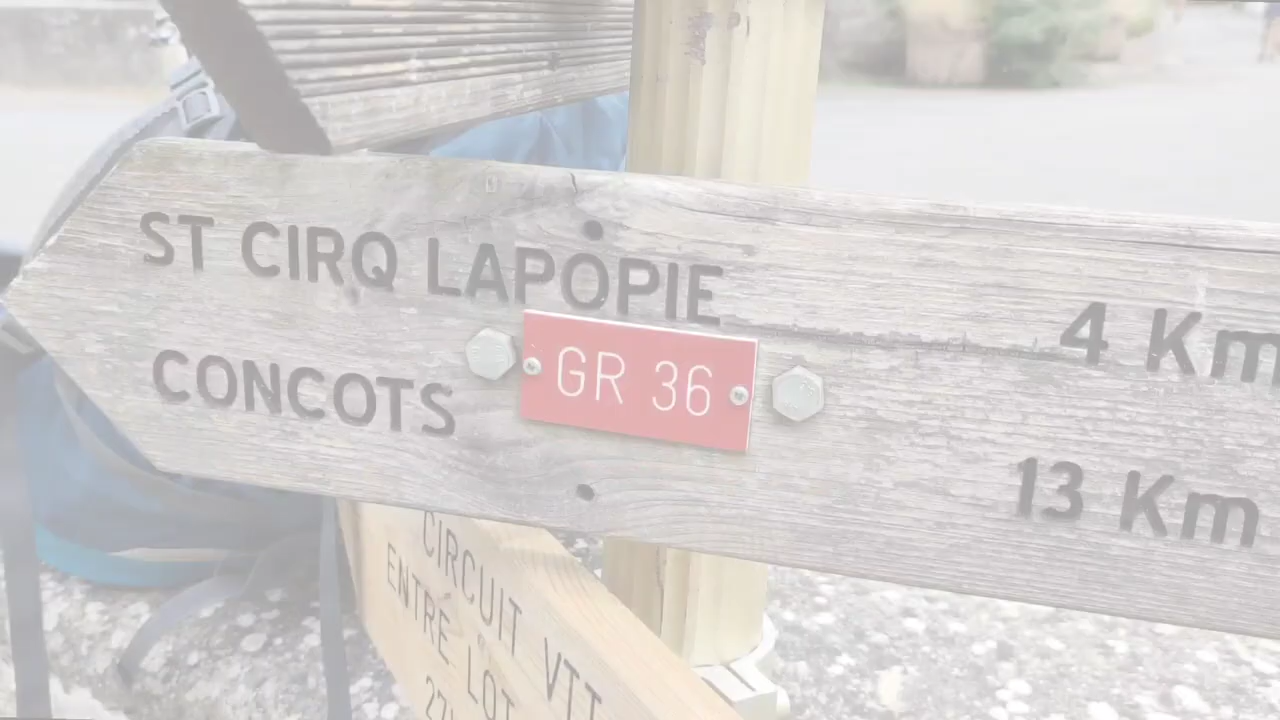 ST CIRQ LAPOPIE 4 Km
GR 36
CONCOTS 13 Km
CIRCUIT VTT
ENTRE LOT